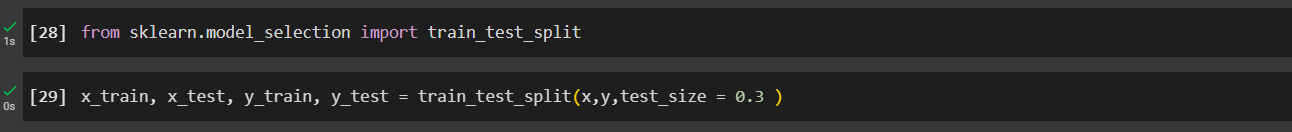 [28] from sklearn.model_selection import train_test_split
1s
[29] x_train, x_test, y_train, y_test = train_test_split(x,y,test_size = 0.3 )
0s